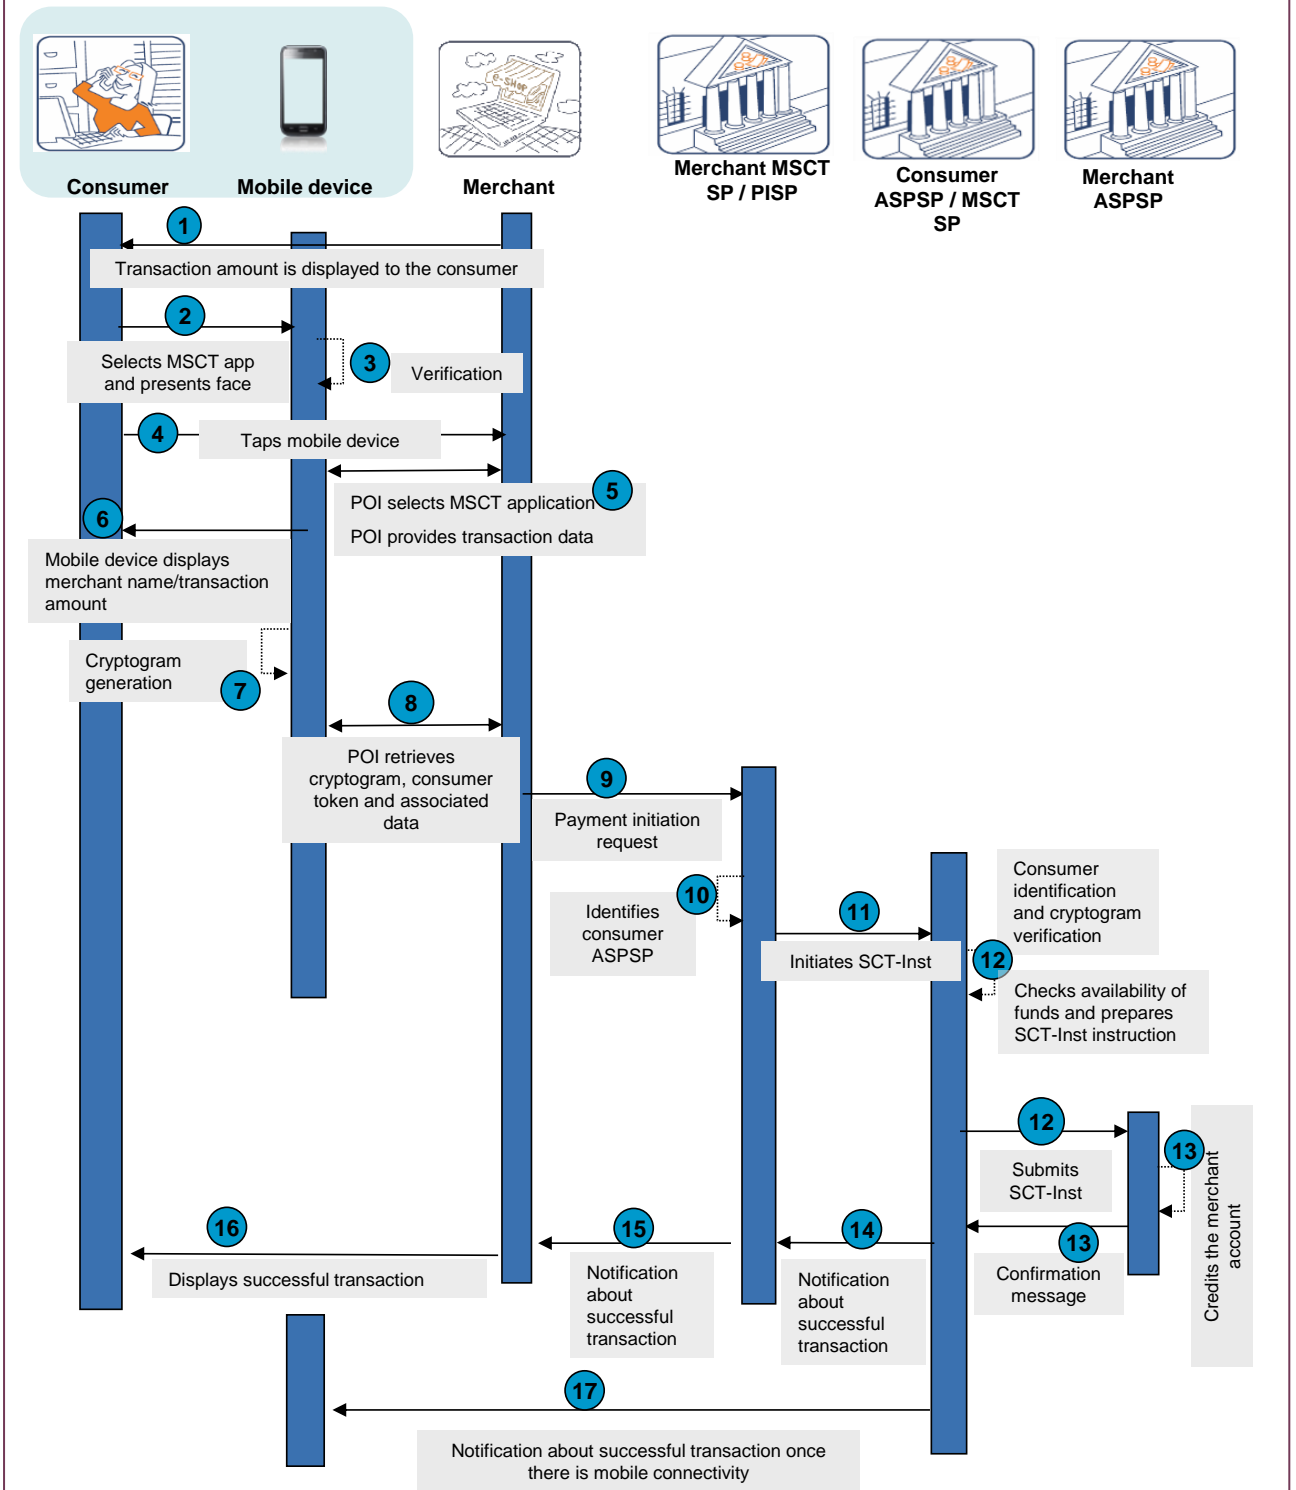 e-SHOP
Consumer
Mobile device
Merchant
Merchant MSCT
SP / PISP
Consumer
ASPSP / MSCT
SP
Merchant
ASPSP
1
Transaction amount is displayed to the consumer
2
Selects MSCT app
and presents face
3
Verification
4
Taps mobile device
5
POI selects MSCT application
POI provides transaction data
6
Mobile device displays
merchant name/transaction
amount
Cryptogram
generation
7
8
POI retrieves
cryptogram, consumer
token and associated
data
9
Payment initiation
request
10
Identifies
consumer
ASPSP
11
Initiates SCT-Inst
Consumer
identification
and cryptogram
verification
12
Checks availability of
funds and prepares
SCT-Inst instruction
12
Submits
SCT-Inst
13
Credits the merchant
account
13
Confirmation
message
14
Notification
about
successful
transaction
15
Notification
about
successful
transaction
16
Displays successful transaction
17
Notification about successful transaction once
there is mobile connectivity